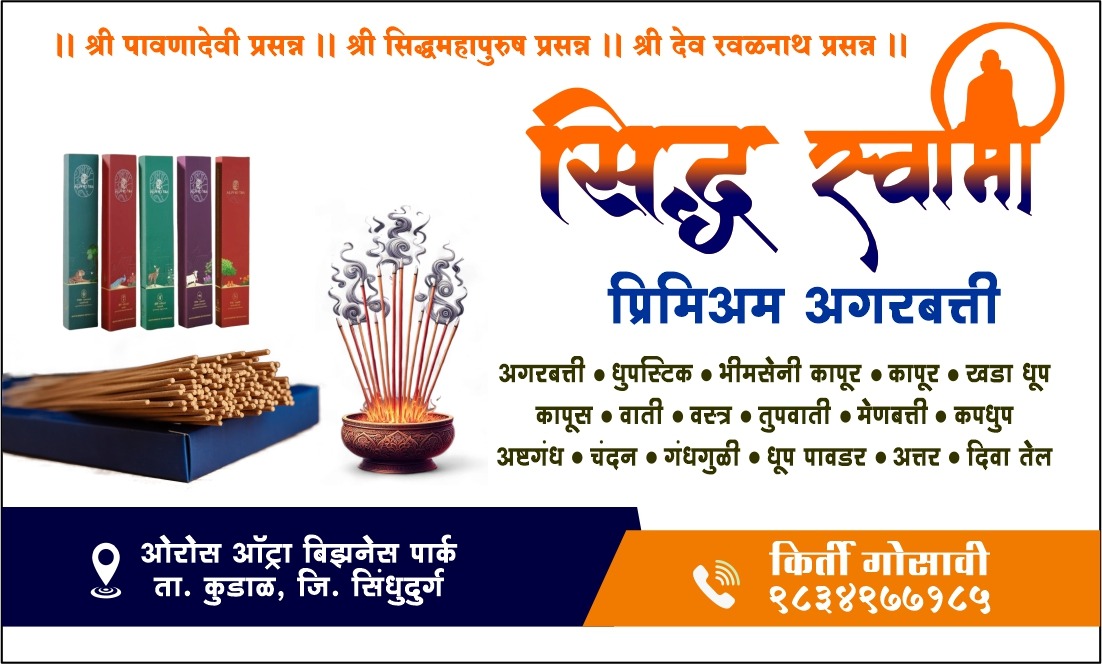 ।। श्री पावणादेवी प्रसन्न ।। श्री सिद्धमहापुरुष प्रसन्न ।। श्री देव रवळनाथ प्रसन्न ।।
सिद्ध स्वामी
प्रिमिअम अगरबत्ती
अगरबत्ती • धुपस्टिक • भीमसेनी कापूर • कापूर • खडा धूप
कापूस • वाती • वस्त्र • तुपवाती • मेणबत्ती • कपधुप
अष्टगंध • चंदन • गंधगुळी • धूप पावडर • अत्तर • दिवा तेल
ओरोस ऑट्रा बिझनेस पार्क
ता. कुडाळ, जि. सिंधुदुर्ग
किर्ती गोसावी
९८३४९७७१८५